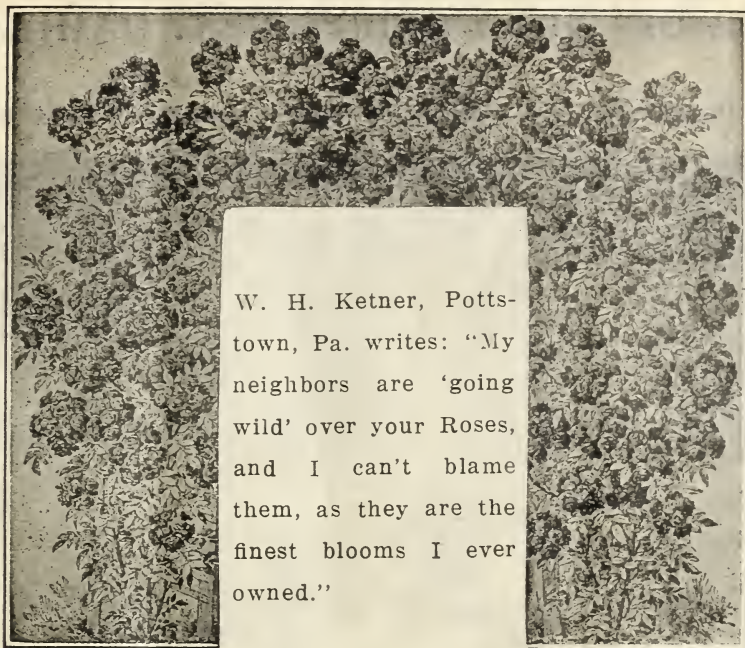 W. H. Ketner, Potts-
town, Pa. writes: “My
neighbors are ‘going
wild’ over your Roses,
and I can't blame
them, as they are the
finest blooms I ever
owned.”